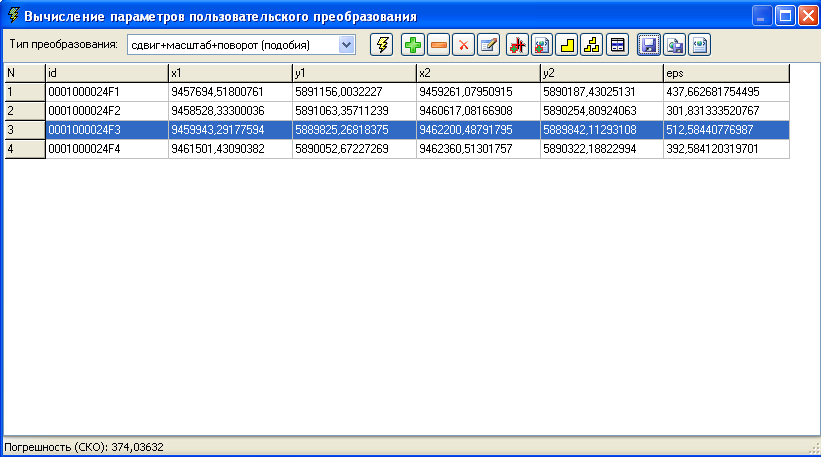 Вычисление параметров пользовательского преобразования
Тип преобразования: сдвиг+масштаб+поворот (подобия)
N id x1 y1 x2 y2 eps
1 0001000024F1 9457694,51800761 5891156,0032227 9459261,07950915 5890187,43025131 437,662681754495
2 0001000024F2 9458528,33300036 5891063,35711239 9460617,08166908 5890254,80924063 301,831333520767
3 0001000024F3 9459943,29177594 5889825,26818375 9462200,48791795 5889842,11293108 512,58440776987
4 0001000024F4 9461501,43090382 5890052,67227269 9462360,51301757 5890322,18822994 392,584120319701
Погрешность (СКО): 374,03632